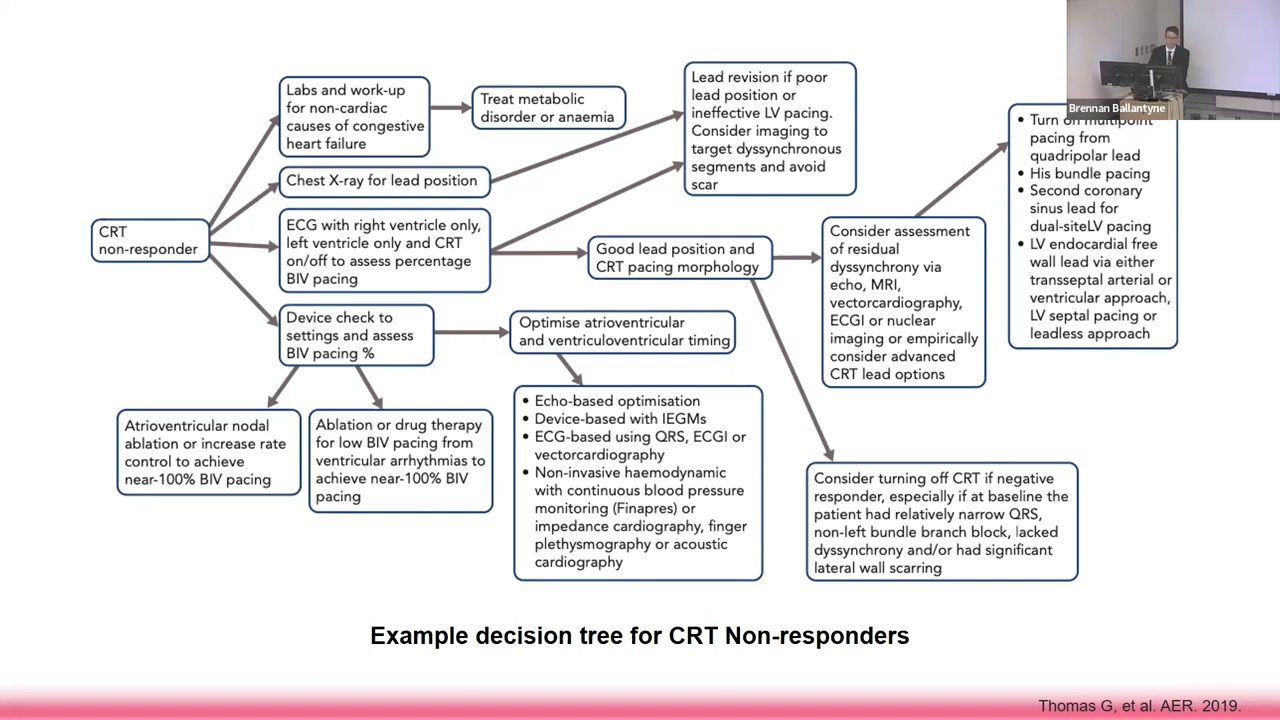 Brennan Ballantyne
Labs and work-up
for non-cardiac
causes of congestive
heart failure
Treat metabolic
disorder or anaemia
Lead revision if poor
lead position or
ineffective LV pacing.
Consider imaging to
target dyssynchronous
segments and avoid
scar
Chest X-ray for lead position
CRT
non-responder
ECG with right ventricle only,
left ventricle only and CRT
on/off to assess percentage
BIV pacing
Good lead position and
CRT pacing morphology
Consider assessment
of residual
dyssynchrony via
echo, MRI,
vectorcardiography,
ECGI or nuclear
imaging or empirically
consider advanced
CRT lead options
• Turn on multipoint
pacing from
quadripolar lead
• His bundle pacing
• Second coronary
sinus lead for
dual-siteLV pacing
• LV endocardial free
wall lead via either
transseptal arterial or
ventricular approach,
LV septal pacing or
leadless approach
Device check to
settings and assess
BIV pacing %
Optimise atrioventricular
and ventriculoventricular timing
Atrioventricular nodal
ablation or increase rate
control to achieve
near-100% BIV pacing
Ablation or drug therapy
for low BIV pacing from
ventricular arrhythmias to
achieve near-100% BIV
pacing
• Echo-based optimisation
• Device-based with IEGMs
• ECG-based using QRS, ECGI or
vectorcardiography
• Non-invasive haemodynamic
with continuous blood pressure
monitoring (Finapres) or
impedance cardiography, finger
plethysmography or acoustic
cardiography
Consider turning off CRT if negative
responder, especially if at baseline the
patient had relatively narrow QRS,
non-left bundle branch block, lacked
dyssynchrony and/or had significant
lateral wall scarring
Example decision tree for CRT Non-responders
Thomas G, et al. AER. 2019.